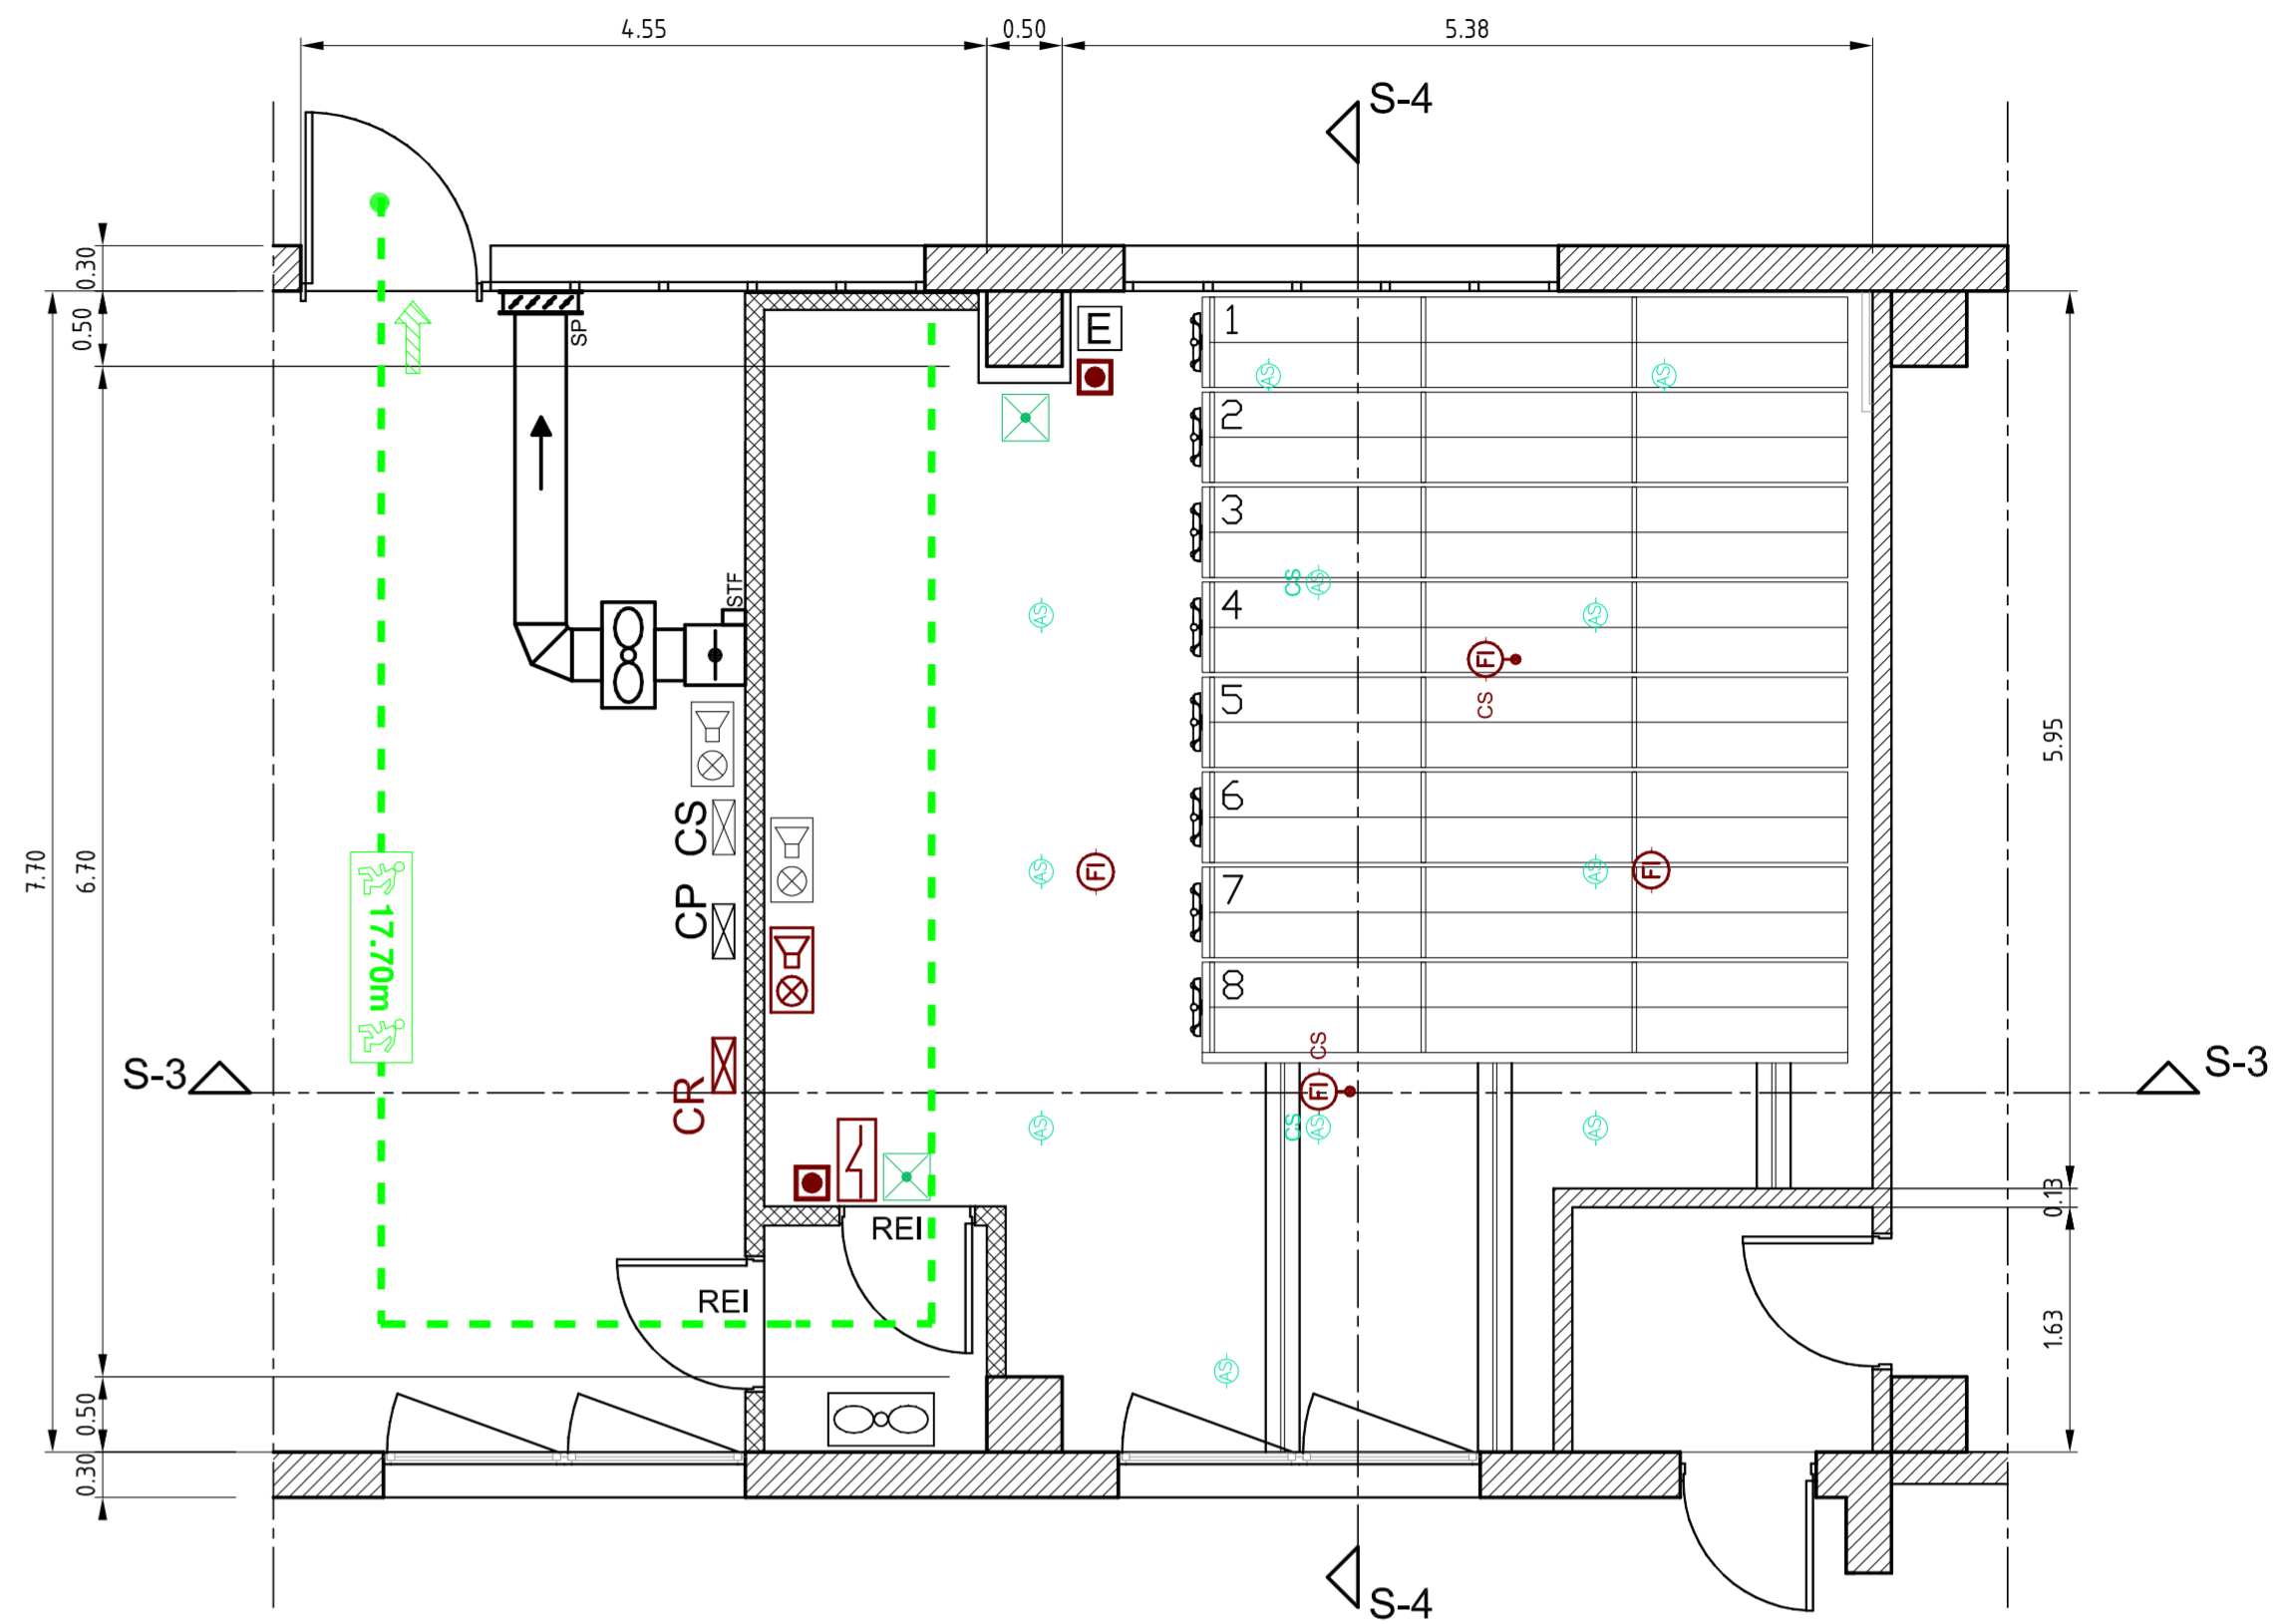 4.55
0.50
5.38
S-4
0.30
0.50
7.70
6.70
0.50
0.30
SP
STF
E
1
2
3
4
5
6
7
8
AS
AS
CS
AS
AS
AS
FI
CS
CS
CP
CR
17.70m
AS
FI
AS
FI
CS
FI
CS
AS
AS
AS
AS
S-3
S-3
5.95
0.13
1.63
REI
REI
S-4